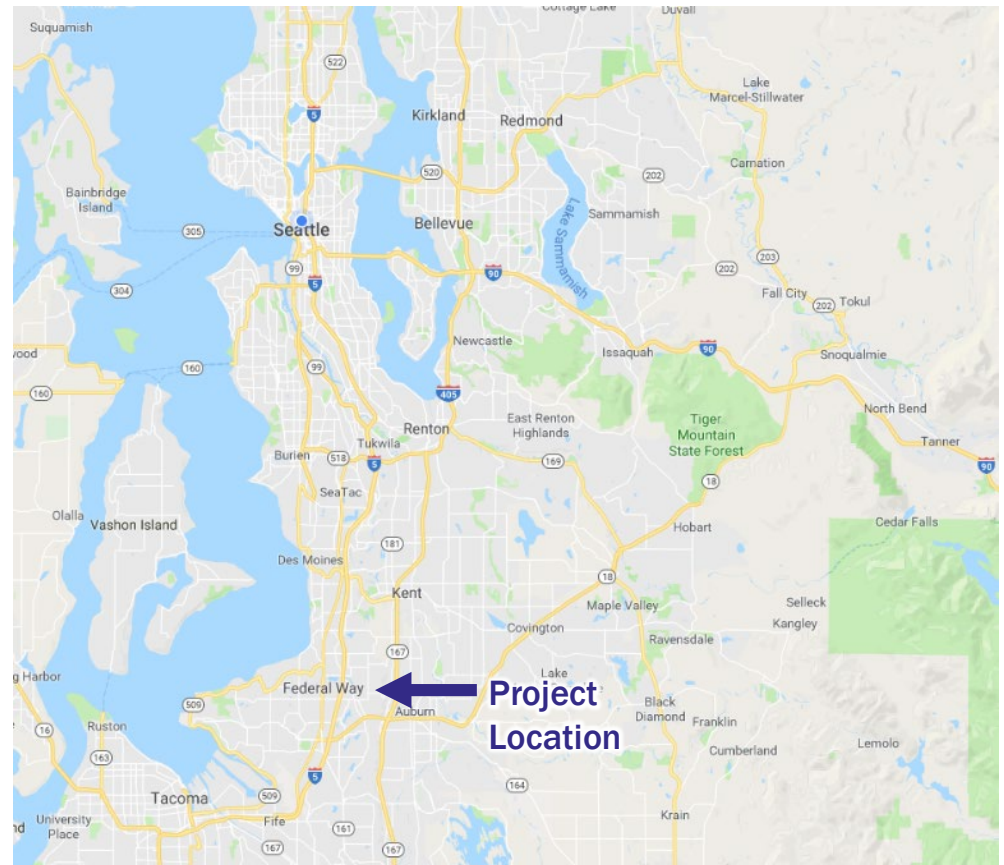 Cottage Lake
Duvall
Suquamish
522
Lake
Marcel-Stillwater
5
Kirkland
Redmond
Carnation
520
202
Bainbridge
Island
Lake Sammamish
Sammamish
305
Seattle
Bellevue
99
90
202
203
5
304
Fall City
202
Tokul
Newcastle
Issaquah
90
Snoqualmie
wood
160
99
160
405
East Renton
Highlands
Tiger
Mountain
State Forest
North Bend
Renton
Tukwila
Burien
518
5
169
Tanner
90
SeaTac
18
Olalla
Vashon Island
Hobart
Cedar Falls
181
Des Moines
18
Kent
Maple Valley
Selleck
Kangley
Covington
Ravensdale
167
g Harbor
Federal Way
Lake
Project
Location
509
Auburn
Black
Diamond
Franklin
16
Ruston
163
Cumberland
Lemolo
5
164
Tacoma
509
Krain
University
Place
nd
Fife
161
167
167